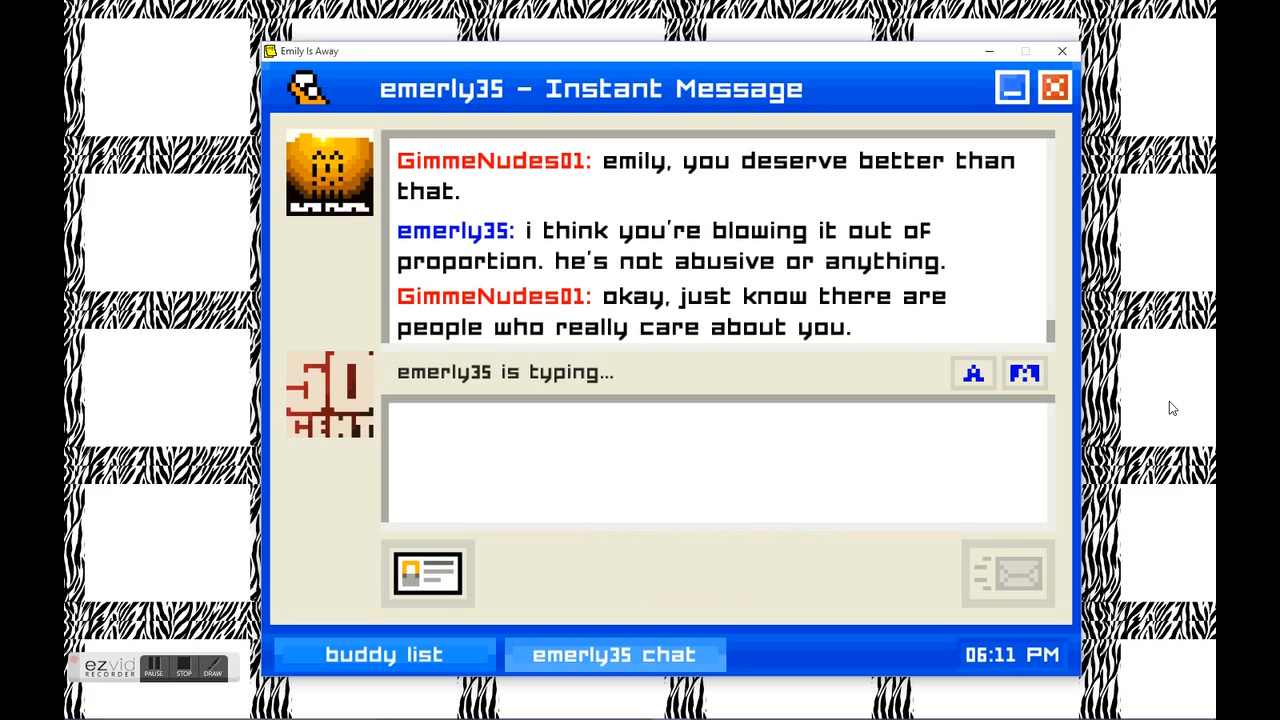 Emily Is Away
emerly35 - Instant Message
GimmeNudes01: emily, you deserve better than
that.
emerly35: i think you're blowing it out of
proportion. he's not abusive or anything.
GimmeNudes01: okay, just know there are
people who really care about you.
emerly35 is typing...
A
50
CENT
buddy list
emerly35 chat
06:11 PM
ezvid
RECORDER
PAUSE
STOP
DRAW